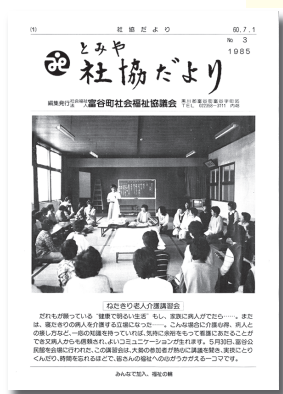 (1)
社協だより
60.7.1
No 3
1985
とみや
社協だより
編集発行 社会福祉法人 富谷町社会福祉協議会
ねたきり老人介護講習会
だれもが願っている“健康で明るい生活”もし、家族に病人がでたら……。また
は、寝たきりの病人を介護する立場になった……。こんな場合に介護心得、病人と
の接し方など、一応の知識を持っていれば、気持に余裕をもって看護にあたることが
でき又病人からも信頼され、よいコミュニケーションが生れます。5月30日、富谷公
民館を会場に行われた、この講習会は、大勢の参加者が熱心に講義を聞き、実技にとり
くんだり、時間を忘れるほどで、皆さんの福祉への心がうかがえる一コマです。
みんなで加入、福祉の輪